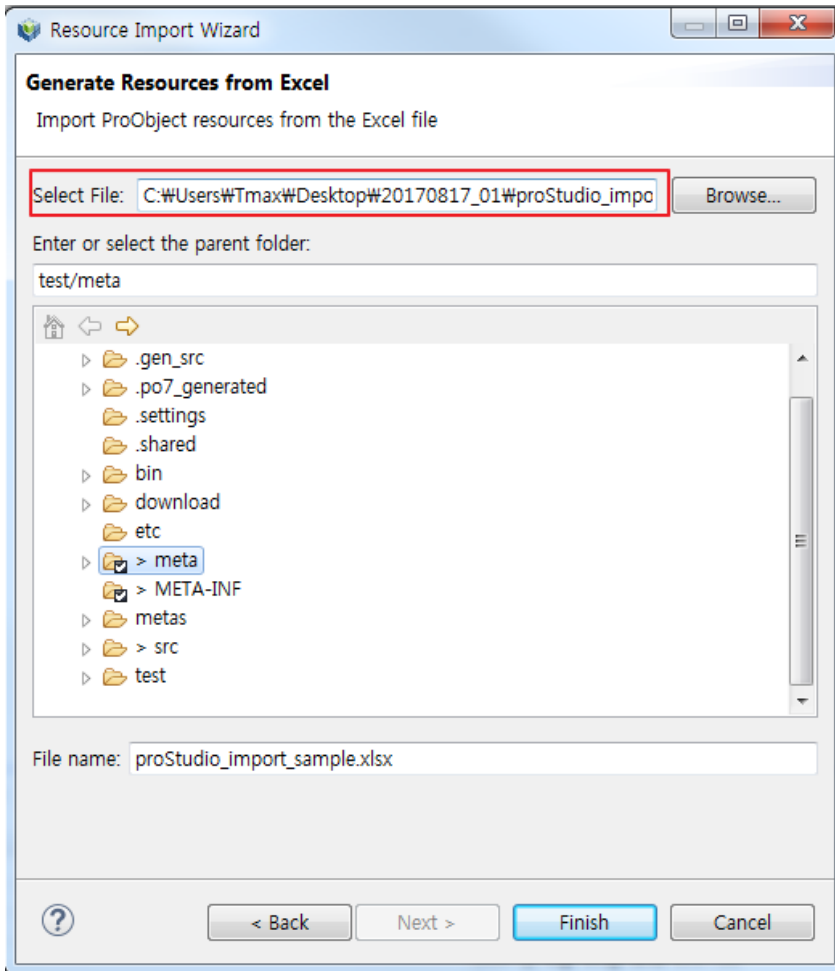 Resource Import Wizard
Generate Resources from Excel
Import ProObject resources from the Excel file
Select File: C:₩Users₩Tmax₩Desktop₩20170817_01₩proStudio_impo Browse...
Enter or select the parent folder:
test/meta
.gen_src
.po7_generated
.settings
.shared
bin
download
etc
> meta
> META-INF
metas
> src
test
File name: proStudio_import_sample.xlsx
< Back Next > Finish Cancel